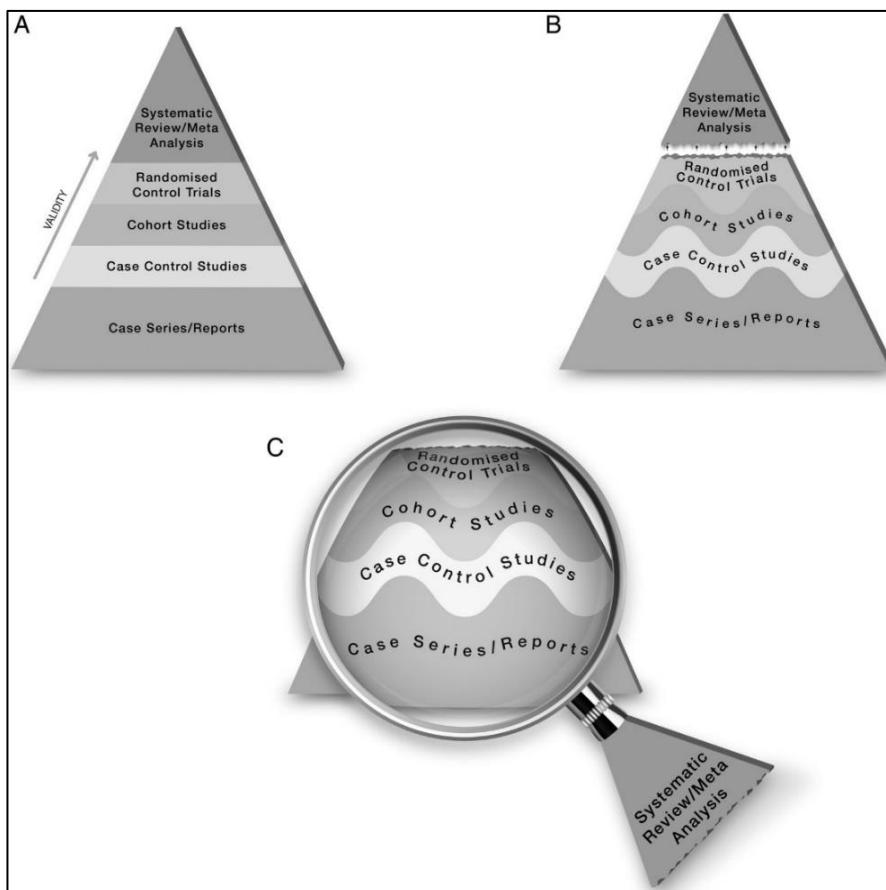 A
Systematic
Review/Meta
Analysis
Randomised
Control Trials
Cohort Studies
Case Control Studies
Case Series/Reports
VALIDITY
B
Systematic
Review/Meta
Analysis
Randomised
Control Trials
Cohort Studies
Case Control Studies
Case Series/Reports
C
Randomised
Control Trials
Cohort Studies
Case Control Studies
Case Series/Reports
Systematic
Review/Meta
Analysis